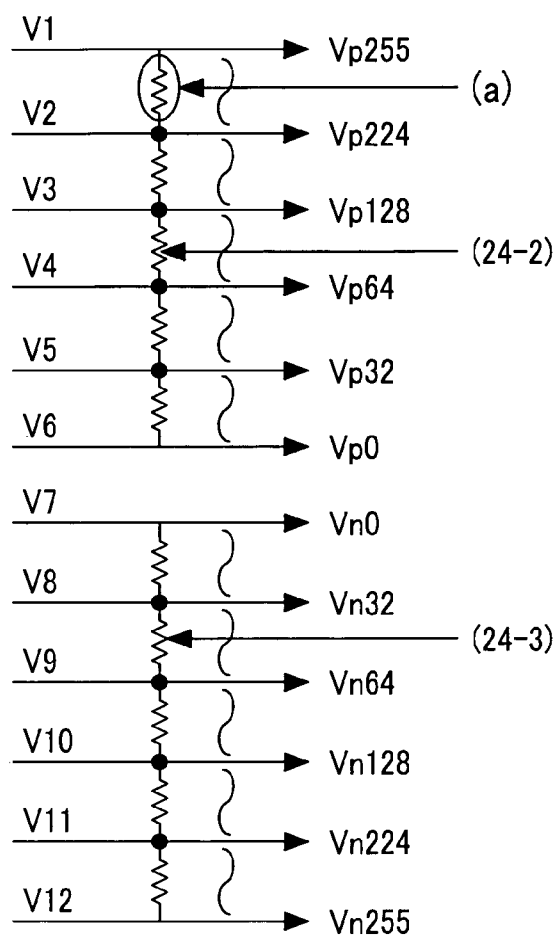 V1 Vp255
(a)
V2 Vp224
V3 Vp128
(24-2)
V4 Vp64
V5 Vp32
V6 Vp0
V7 Vn0
V8 Vn32
(24-3)
V9 Vn64
V10 Vn128
V11 Vn224
V12 Vn255